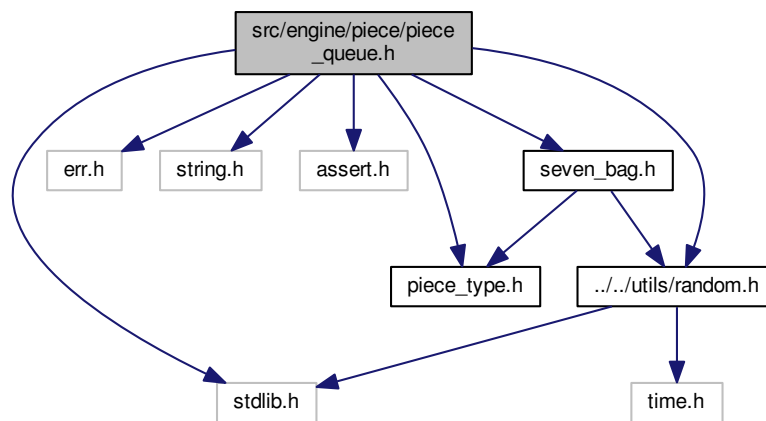 src/engine/piece/piece
_queue.h
err.h
string.h
assert.h
seven_bag.h
piece_type.h
../../utils/random.h
stdlib.h
time.h